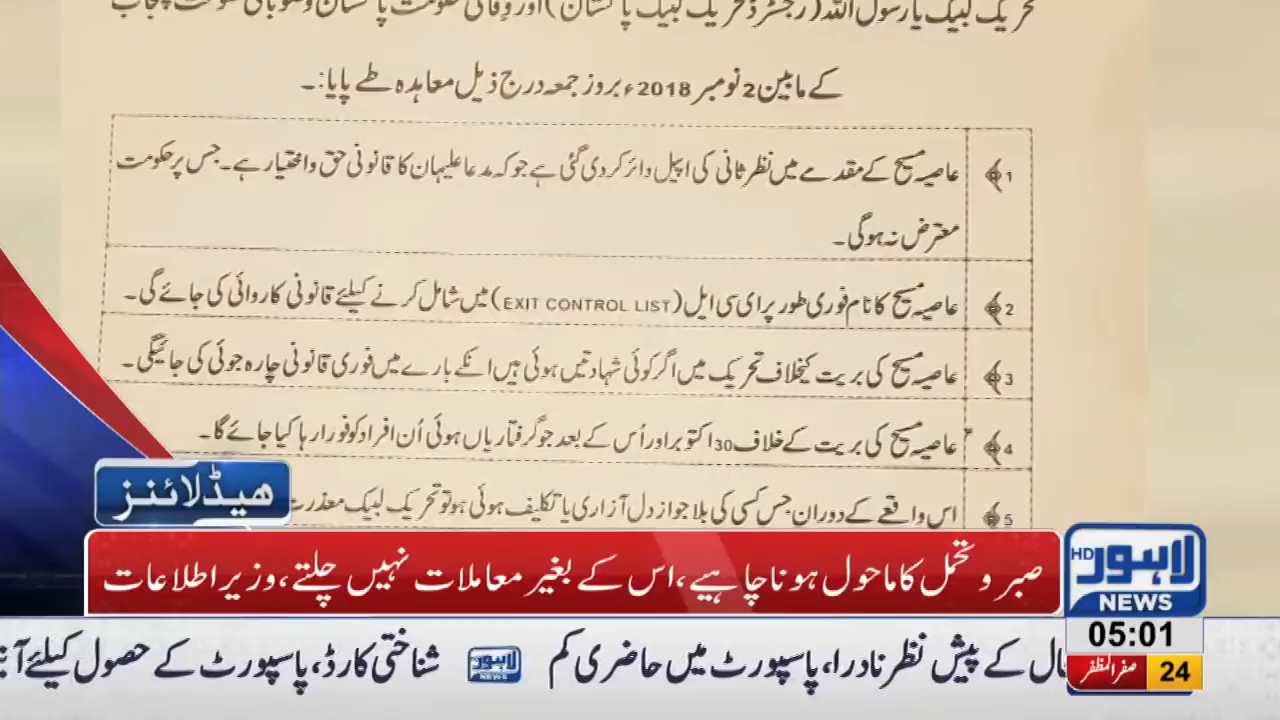 تحریک لبیک یا رسول اللہ (رجسٹرڈ تحریک لبیک پاکستان) اور وفاقی حکومت پاکستان و صوبائی حکومت پنجاب
کے مابین 2 نومبر 2018ء بروز جمعہ درج ذیل معاہدہ طے پایا:۔
1 عاصیہ مسیح کے مقدمے میں نظر ثانی کی اپیل دائر کر دی گئی ہے جو کہ مدعا علیہان کا قانونی حق و اختیار ہے۔ جس پر حکومت
معترض نہ ہوگی۔
2 عاصیہ مسیح کا نام فوری طور پر ای سی ایل (EXIT CONTROL LIST) میں شامل کرنے کیلئے قانونی کاروائی کی جائے گی۔
3 عاصیہ مسیح کی بریت کیخلاف تحریک میں اگر کوئی شہادتیں ہوئی ہیں انکے بارے میں فوری قانونی چارہ جوئی کی جائیگی۔
4 عاصیہ مسیح کی بریت کے خلاف 30 اکتوبر اور اُس کے بعد جو گرفتاریاں ہوئی اُن افراد کو فوراً رہا کیا جائے گا۔
5 اس واقعے کے دوران جس کسی کی بلا جواز دل آزاری یا تکلیف ہوئی ہو تو تحریک لبیک معذرت
ھیڈلائنز
صبر و تحمل کا ماحول ہونا چاہیے، اس کے بغیر معاملات نہیں چلتے، وزیر اطلاعات
لاہور HD
NEWS
05:01
24 صفر المظفر
کے پیش نظر نادرا، پاسپورٹ میں حاضری کم لاہور NEWS شناختی کارڈ، پاسپورٹ کے حصول کیلئے